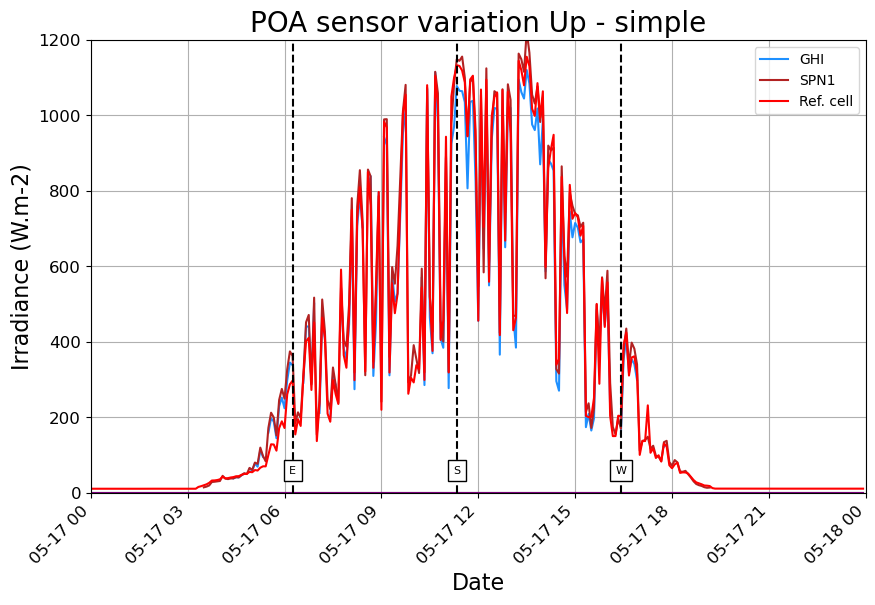 POA sensor variation Up - simple
1200
1000
800
600
400
200
0
Irradiance (W.m-2)
GHI
SPN1
Ref. cell
E
S
W
05-17 00
05-17 03
05-17 06
05-17 09
05-17 12
05-17 15
05-17 18
05-17 21
05-18 00
Date